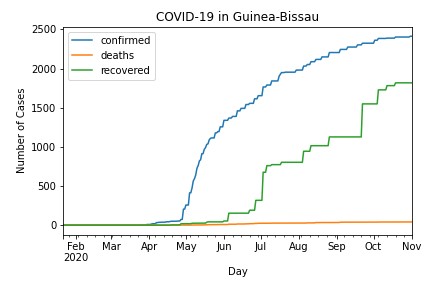 COVID-19 in Guinea-Bissau
2500
2000
1500
1000
500
0
Number of Cases
confirmed
deaths
recovered
Feb Mar Apr May Jun Jul Aug Sep Oct Nov
2020
Day